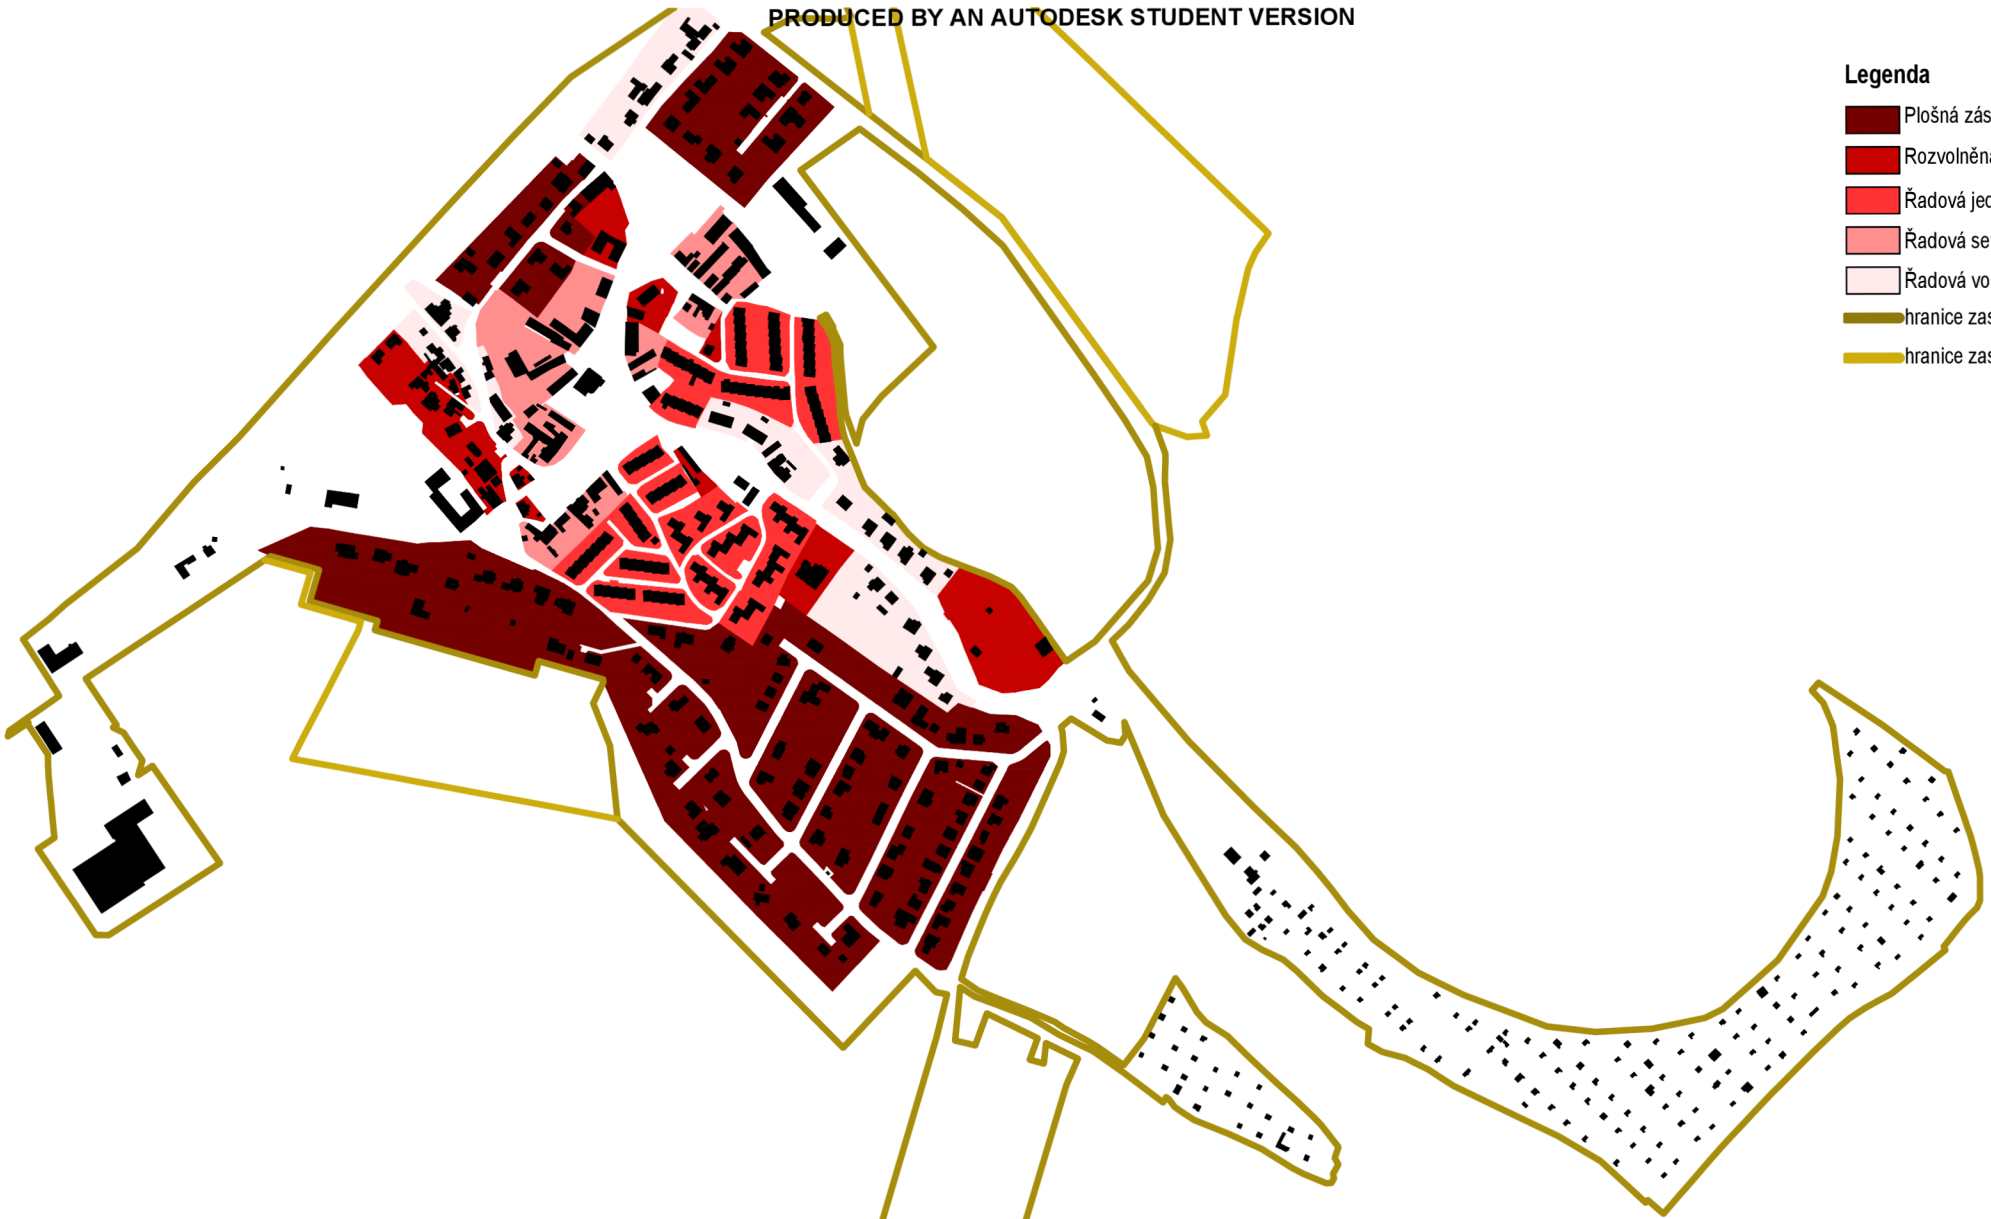 PRODUCED BY AN AUTODESK STUDENT VERSION
Legenda
Plošná zás
Rozvolněná
Řadová jed
Řadová se
Řadová vo
hranice zas
hranice zas